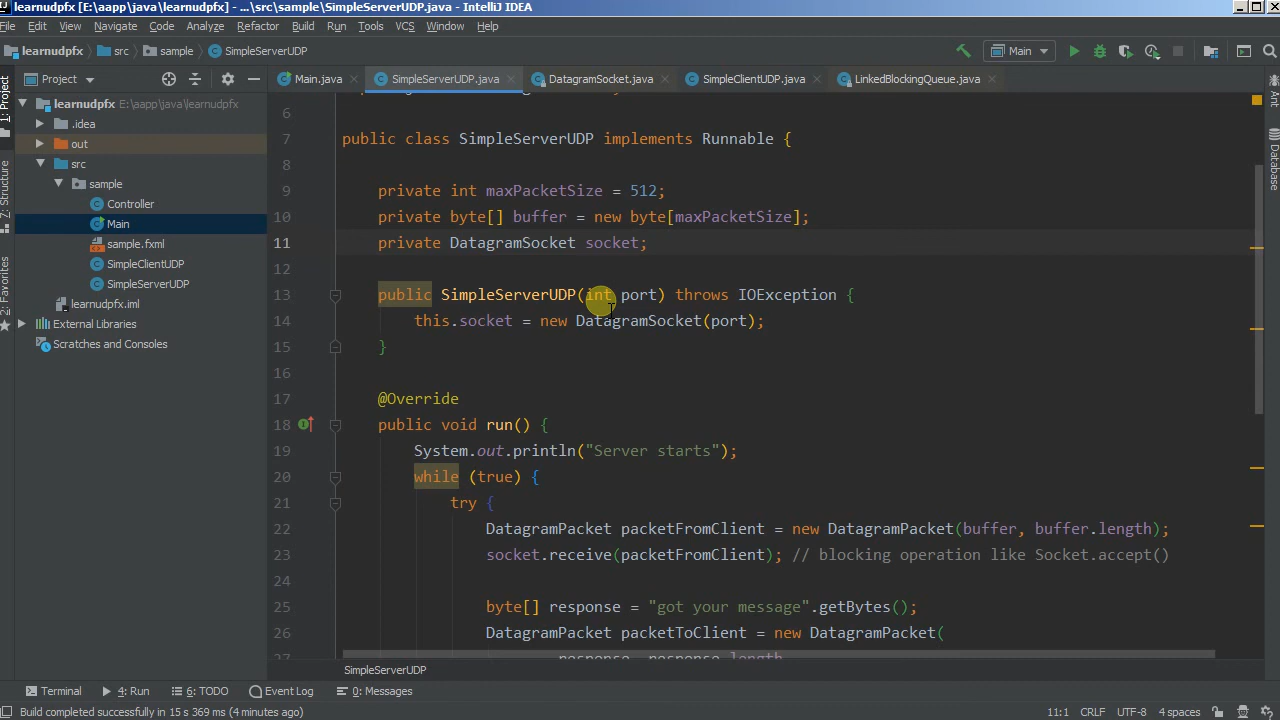 learnudpfx [E:\aapp\java\learnudpfx] - ...\src\sample\SimpleServerUDP.java - IntelliJ IDEA
File Edit View Navigate Code Analyze Refactor Build Run Tools VCS Window Help
learnudpfx src sample SimpleServerUDP Main
Project Main.java SimpleServerUDP.java DatagramSocket.java SimpleClientUDP.java LinkedBlockingQueue.java
1: Project
7: Structure
2: Favorites
learnudpfx E:\aapp\java\learnudpfx
.idea
out
src
sample
Controller
Main
sample.fxml
SimpleClientUDP
SimpleServerUDP
learnudpfx.iml
External Libraries
Scratches and Consoles
6
7 public class SimpleServerUDP implements Runnable {
8
9 private int maxPacketSize = 512;
10 private byte[] buffer = new byte[maxPacketSize];
11 private DatagramSocket socket;
12
13 public SimpleServerUDP(int port) throws IOException {
14 this.socket = new DatagramSocket(port);
15 }
16
17 @Override
18 public void run() {
19 System.out.println("Server starts");
20 while (true) {
21 try {
22 DatagramPacket packetFromClient = new DatagramPacket(buffer, buffer.length);
23 socket.receive(packetFromClient); // blocking operation like Socket.accept()
24
25 byte[] response = "got your message".getBytes();
26 DatagramPacket packetToClient = new DatagramPacket(
27 response, response.length
SimpleServerUDP
Ant
Database
Terminal 4: Run 6: TODO Event Log 0: Messages
Build completed successfully in 15 s 369 ms (4 minutes ago) 11:1 CRLF UTF-8 4 spaces